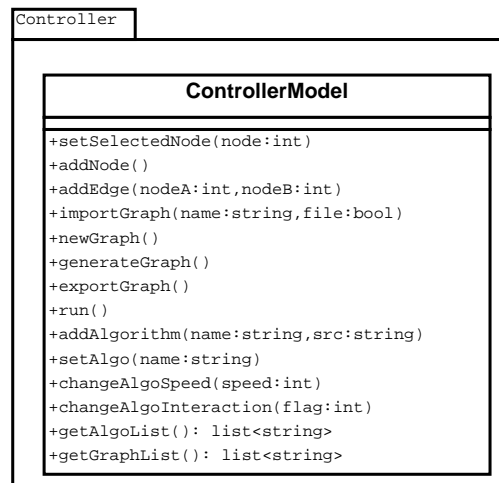 Controller
ControllerModel
+setSelectedNode(node:int)
+addNode()
+addEdge(nodeA:int,nodeB:int)
+importGraph(name:string,file:bool)
+newGraph()
+generateGraph()
+exportGraph()
+run()
+addAlgorithm(name:string,src:string)
+setAlgo(name:string)
+changeAlgoSpeed(speed:int)
+changeAlgoInteraction(flag:int)
+getAlgoList(): list<string>
+getGraphList(): list<string>